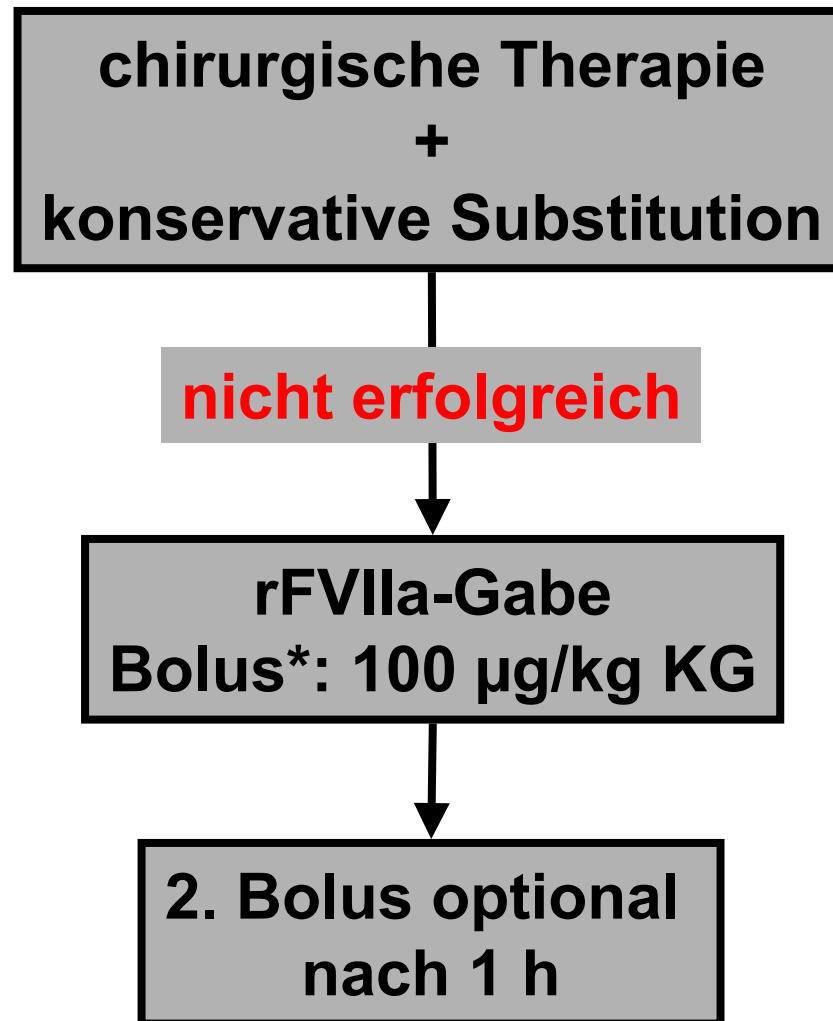 chirurgische Therapie
+
konservative Substitution
nicht erfolgreich
rFVIIa-Gabe
Bolus*: 100 µg/kg KG
2. Bolus optional
nach 1 h